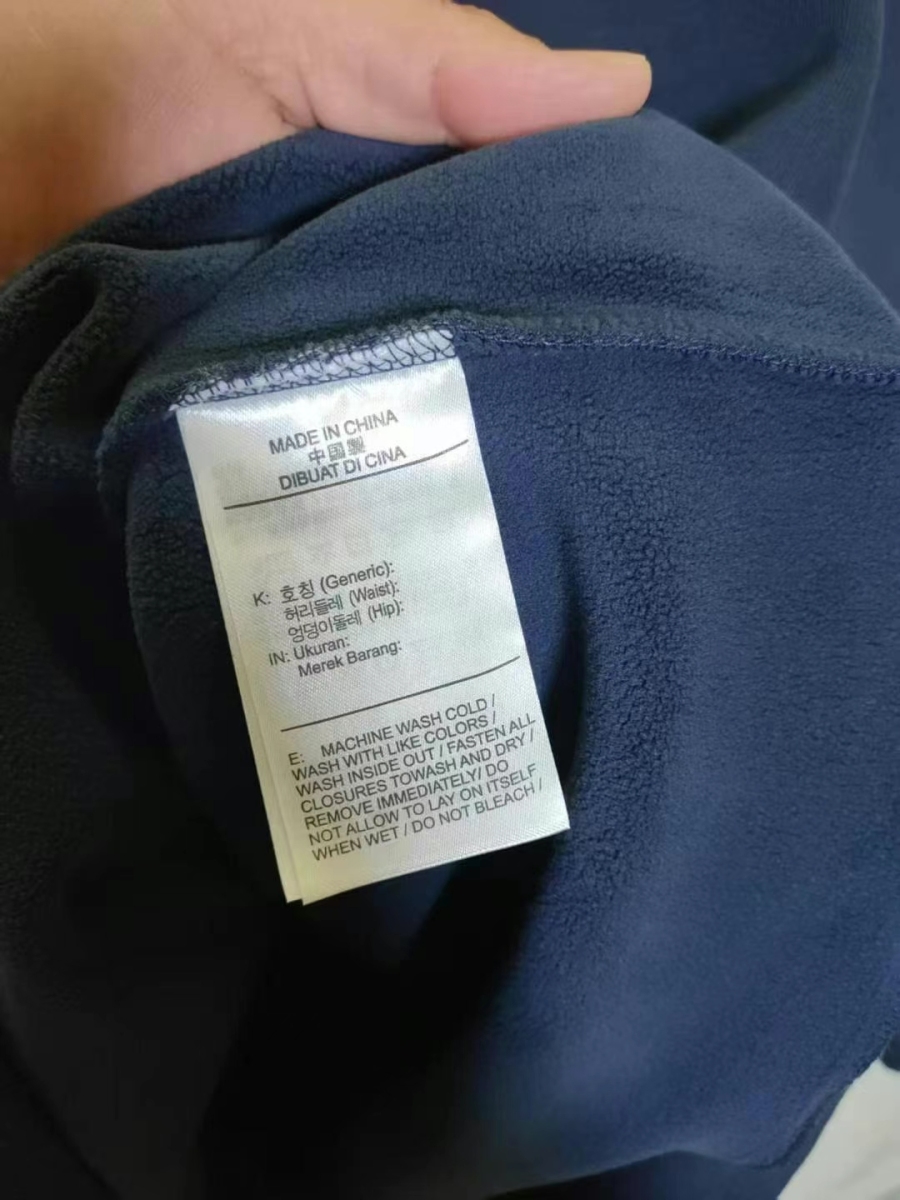 MADE IN CHINA
中國製
DIBUAT DI CINA
K: 호칭 (Generic):
허리둘레 (Waist):
엉덩이둘레 (Hip):
IN: Ukuran:
Merek Barang:
E: MACHINE WASH COLD /
WASH WITH LIKE COLORS /
WASH INSIDE OUT / FASTEN ALL
CLOSURES TOWASH AND DRY /
REMOVE IMMEDIATELY/ DO
NOT ALLOW TO LAY ON ITSELF
WHEN WET / DO NOT BLEACH /